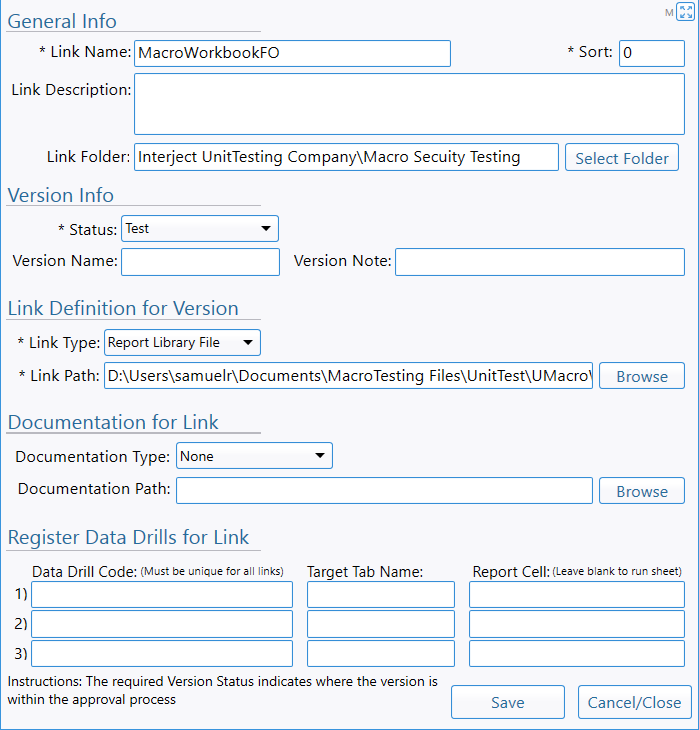 General Info
M
* Link Name: MacroWorkbookFO * Sort: 0
Link Description:
Link Folder: Interject UnitTesting Company\Macro Secuity Testing Select Folder
Version Info
* Status: Test
Version Name: Version Note:
Link Definition for Version
* Link Type: Report Library File
* Link Path: D:\Users\samuelr\Documents\MacroTesting Files\UnitTest\UMacro\ Browse
Documentation for Link
Documentation Type: None
Documentation Path: Browse
Register Data Drills for Link
Data Drill Code: (Must be unique for all links) Target Tab Name: Report Cell: (Leave blank to run sheet)
1)
2)
3)
Instructions: The required Version Status indicates where the version is
within the approval process
Save Cancel/Close